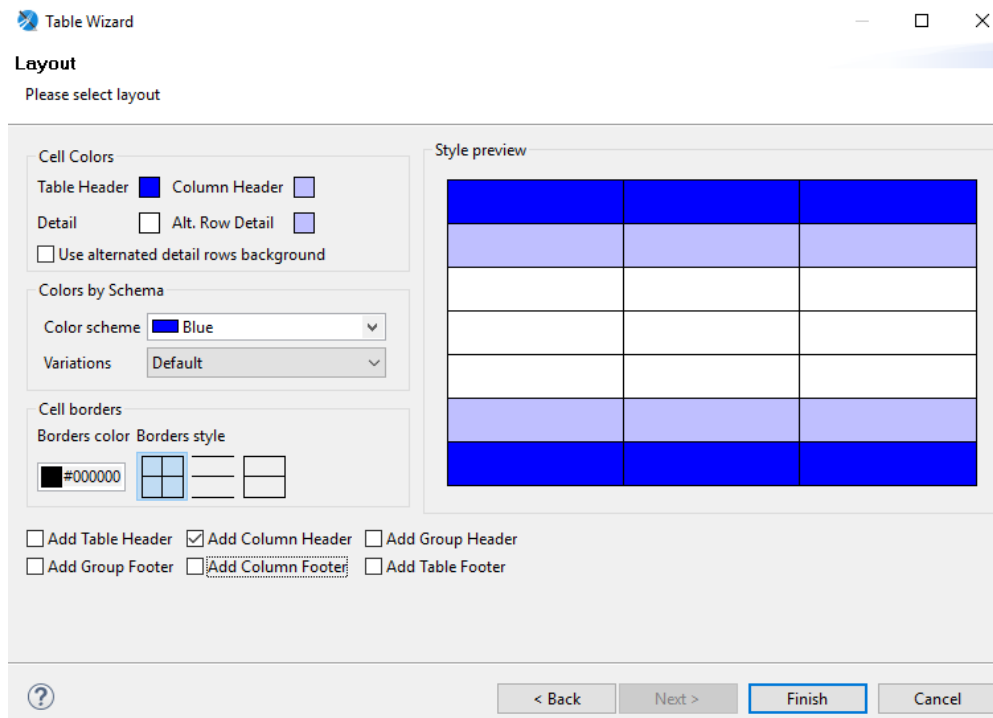 Table Wizard
Layout
Please select layout
Cell Colors
Table Header Column Header
Detail Alt. Row Detail
Use alternated detail rows background
Colors by Schema
Color scheme Blue
Variations Default
Cell borders
Borders color Borders style
#000000
Style preview
Add Table Header Add Column Header Add Group Header
Add Group Footer Add Column Footer Add Table Footer
? < Back Next > Finish Cancel